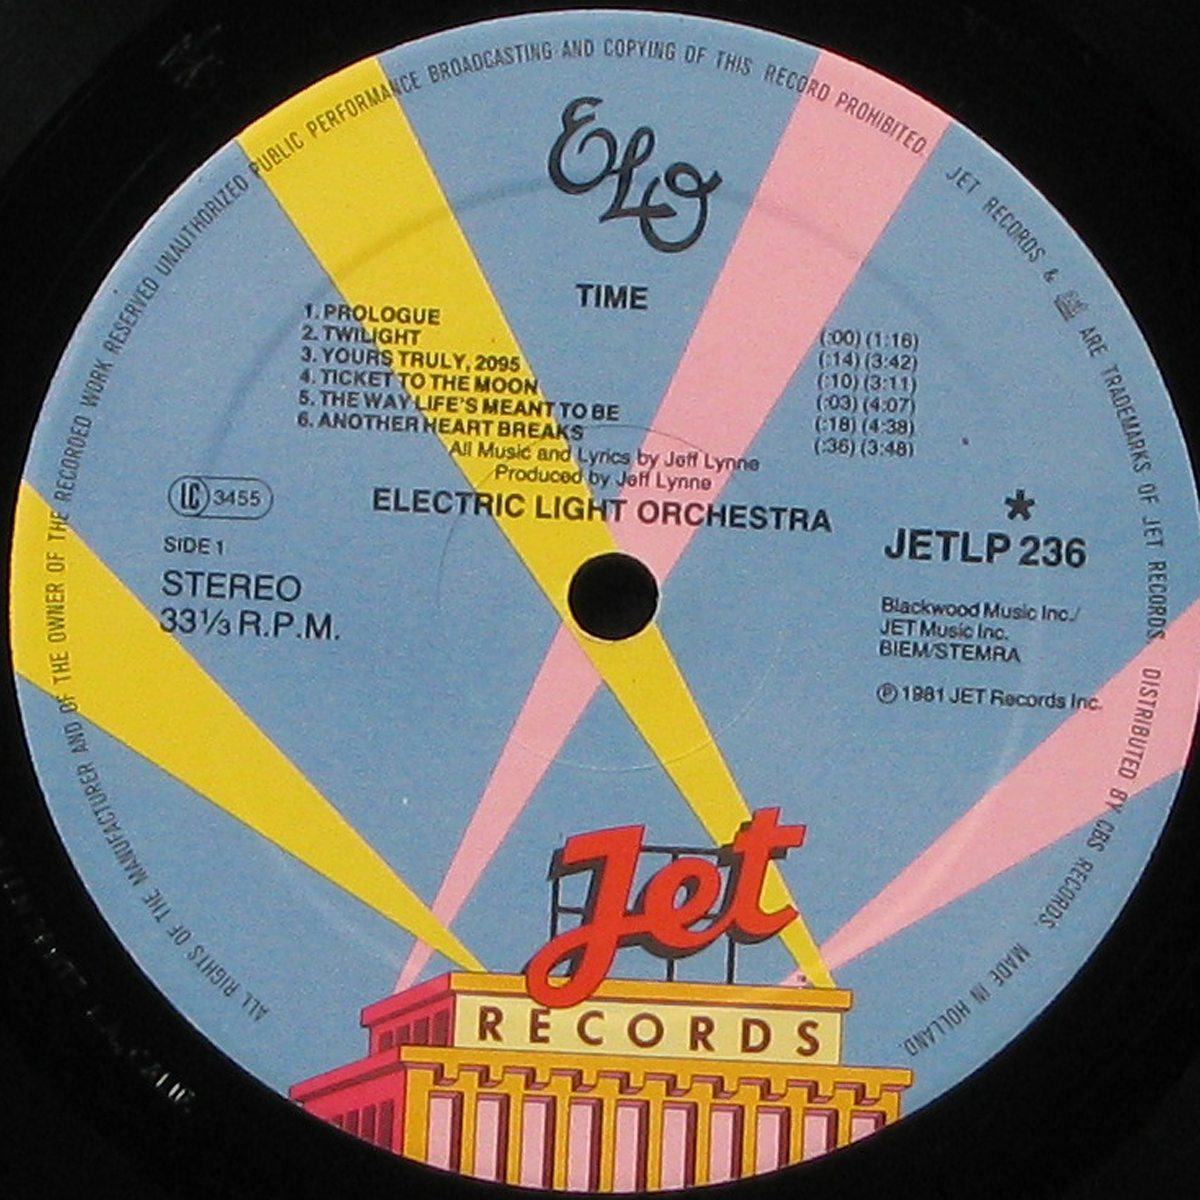 ALL RIGHTS OF THE MANUFACTURER AND OF THE OWNER OF THE RECORDED WORK RESERVED UNAUTHORIZED PUBLIC PERFORMANCE BROADCASTING AND COPYING OF THIS RECORD PROHIBITED. JET RECORDS & ARE TRADEMARKS OF JET RECORDS DISTRIBUTED BY CBS RECORDS. MADE IN HOLLAND.
ELO
TIME
1. PROLOGUE (:00) (1:16)
2. TWILIGHT (:14) (3:42)
3. YOURS TRULY, 2095 (:10) (3:11)
4. TICKET TO THE MOON (:03) (4:07)
5. THE WAY LIFE'S MEANT TO BE (:18) (4:38)
6. ANOTHER HEART BREAKS (:36) (3:48)
All Music and Lyrics by Jeff Lynne
Produced by Jeff Lynne
ELECTRIC LIGHT ORCHESTRA
LC 3455
SIDE 1
STEREO
33⅓ R.P.M.
*
JETLP 236
Blackwood Music Inc./
JET Music Inc.
BIEM/STEMRA
℗ 1981 JET Records Inc.
Jet
RECORDS